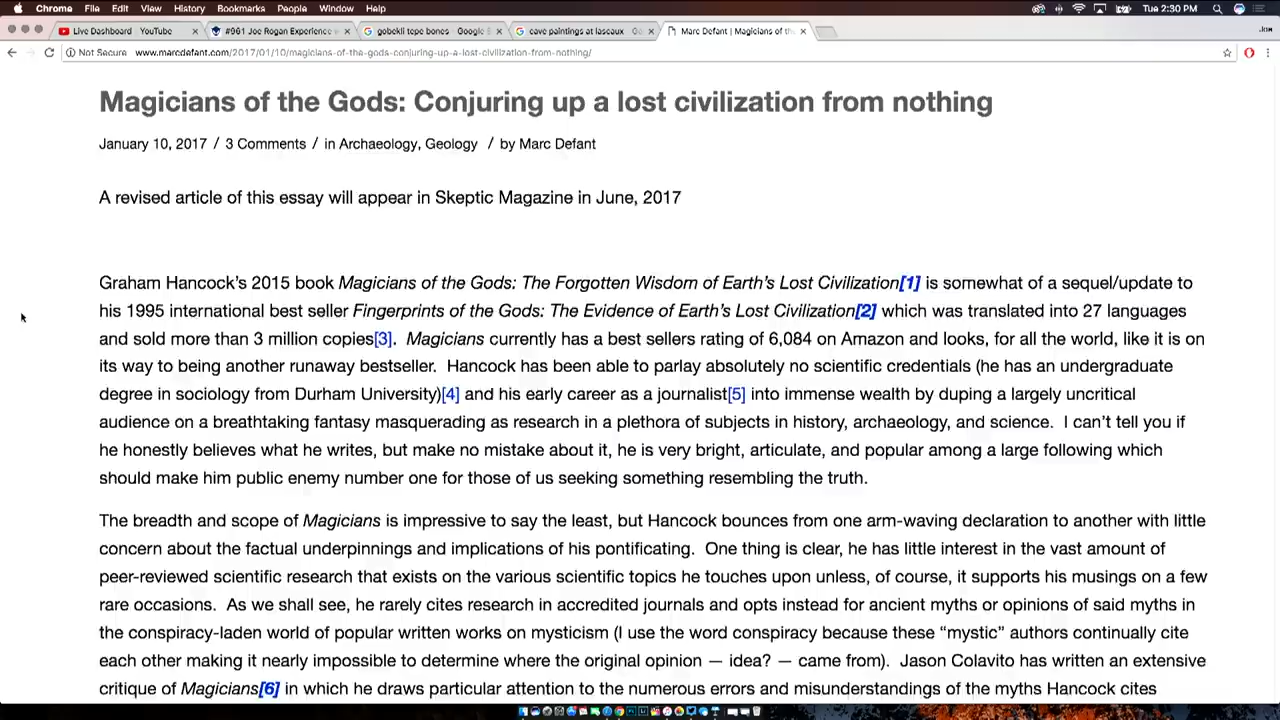 Chrome File Edit View History Bookmarks People Window Help Tue 2:30 PM
Live Dashboard - YouTube × #961 Joe Rogan Experience × gobekli tepe bones - Google × cave paintings at lascaux - Go × Marc Defant | Magicians of the × Jan
Not Secure www.marcdefant.com/2017/01/10/magicians-of-the-gods-conjuring-up-a-lost-civilization-from-nothing/
Magicians of the Gods: Conjuring up a lost civilization from nothing
January 10, 2017 / 3 Comments / in Archaeology, Geology / by Marc Defant
A revised article of this essay will appear in Skeptic Magazine in June, 2017
Graham Hancock's 2015 book Magicians of the Gods: The Forgotten Wisdom of Earth's Lost Civilization[1] is somewhat of a sequel/update to
his 1995 international best seller Fingerprints of the Gods: The Evidence of Earth's Lost Civilization[2] which was translated into 27 languages
and sold more than 3 million copies[3]. Magicians currently has a best sellers rating of 6,084 on Amazon and looks, for all the world, like it is on
its way to being another runaway bestseller. Hancock has been able to parlay absolutely no scientific credentials (he has an undergraduate
degree in sociology from Durham University)[4] and his early career as a journalist[5] into immense wealth by duping a largely uncritical
audience on a breathtaking fantasy masquerading as research in a plethora of subjects in history, archaeology, and science. I can't tell you if
he honestly believes what he writes, but make no mistake about it, he is very bright, articulate, and popular among a large following which
should make him public enemy number one for those of us seeking something resembling the truth.
The breadth and scope of Magicians is impressive to say the least, but Hancock bounces from one arm-waving declaration to another with little
concern about the factual underpinnings and implications of his pontificating. One thing is clear, he has little interest in the vast amount of
peer-reviewed scientific research that exists on the various scientific topics he touches upon unless, of course, it supports his musings on a few
rare occasions. As we shall see, he rarely cites research in accredited journals and opts instead for ancient myths or opinions of said myths in
the conspiracy-laden world of popular written works on mysticism (I use the word conspiracy because these “mystic” authors continually cite
each other making it nearly impossible to determine where the original opinion — idea? — came from). Jason Colavito has written an extensive
critique of Magicians[6] in which he draws particular attention to the numerous errors and misunderstandings of the myths Hancock cites